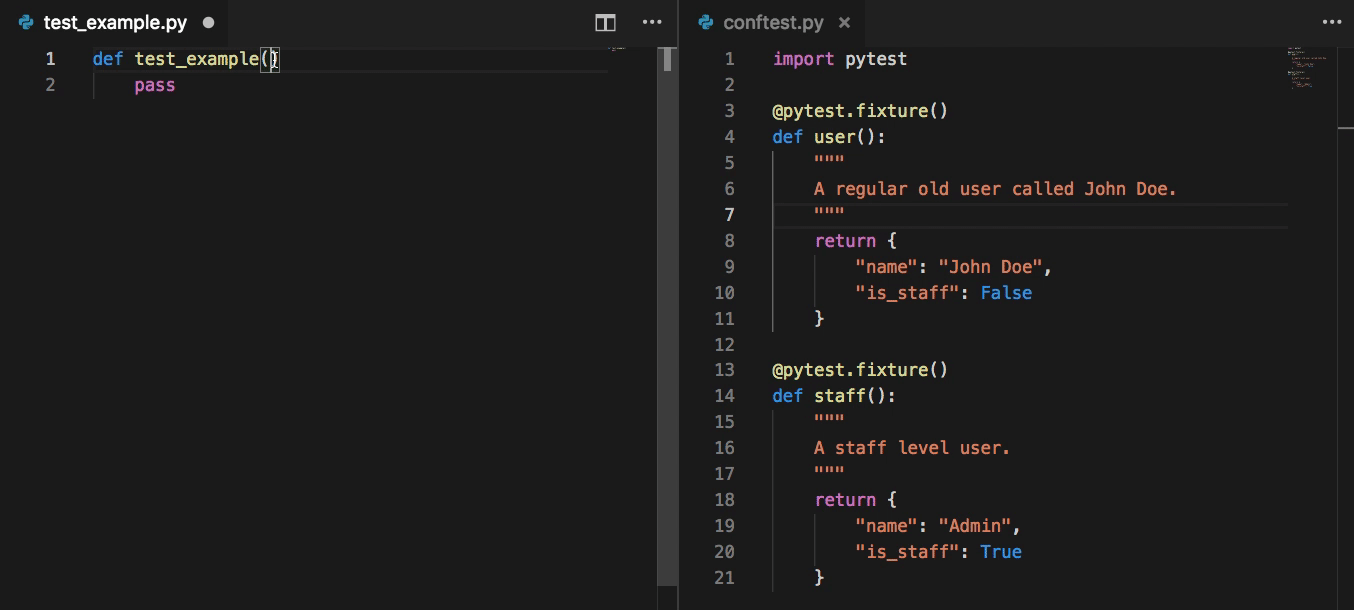 test_example.py
1 def test_example()
2     pass
conftest.py
1 import pytest
2
3 @pytest.fixture()
4 def user():
5     """
6     A regular old user called John Doe.
7     """
8     return {
9         "name": "John Doe",
10         "is_staff": False
11     }
12
13 @pytest.fixture()
14 def staff():
15     """
16     A staff level user.
17     """
18     return {
19         "name": "Admin",
20         "is_staff": True
21     }